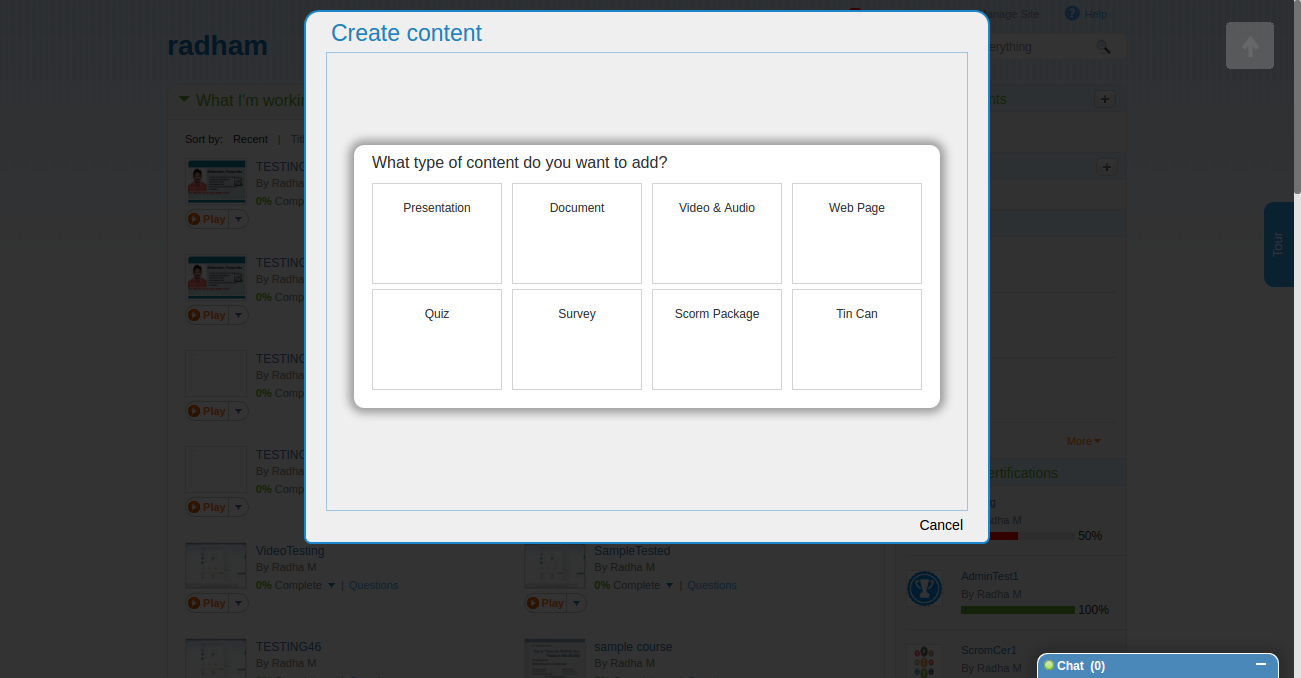 Create content
Manage Site
Help
radham
erything
What I'm workin
nts
+
Sort by: Recent | Titl
What type of content do you want to add?
Presentation
Document
Video & Audio
Web Page
Quiz
Survey
Scorm Package
Tin Can
Cancel
TESTING
By Radha
0% Comp
Play
+
Tour
TESTING
By Radha
0% Comp
Play
TESTING
By Radha
0% Comp
Play
TESTING
By Radha
0% Comp
Play
More
ertifications
g
dha M
50%
VideoTesting
By Radha M
0% Complete | Questions
Play
SampleTested
By Radha M
0% Complete | Questions
Play
AdminTest1
By Radha M
100%
TESTING46
By Radha M
sample course
By Radha M
ScromCer1
By Radha M
Chat (0)